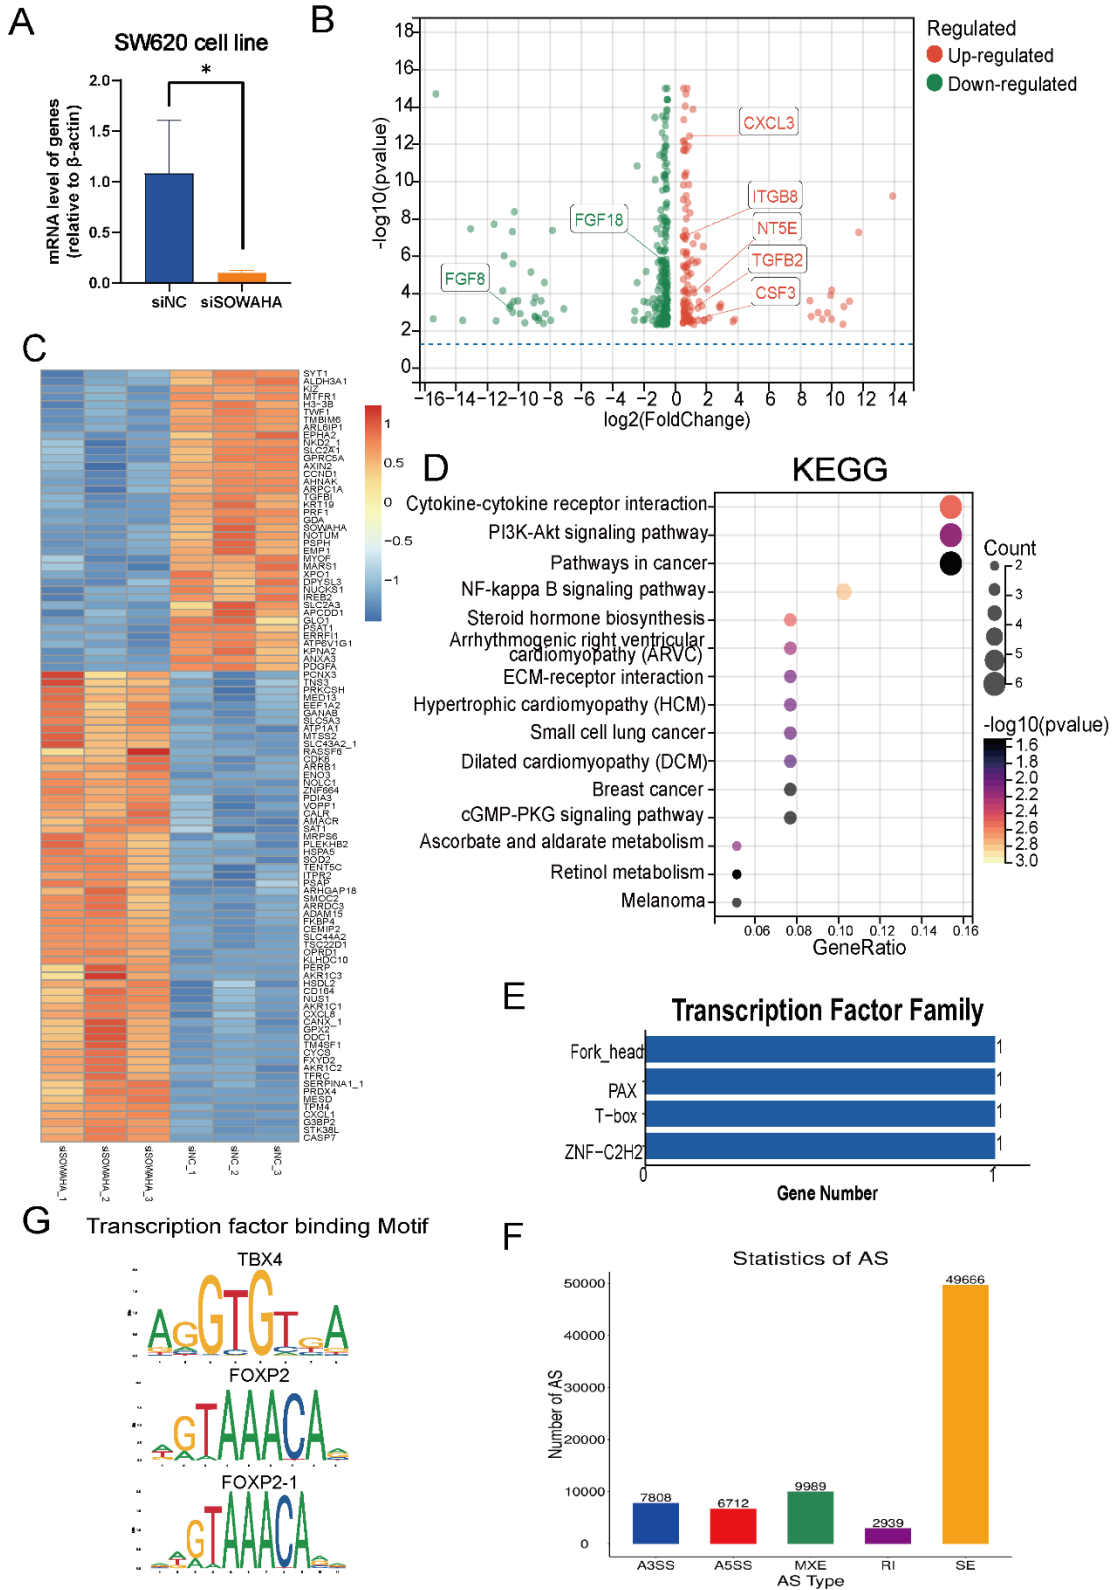 A
SW620 cell line
*
mRNA level of genes
(relative to β-actin)
2.0
1.5
1.0
0.5
0.0
siNC
siSOWAHA
B
-log10(pvalue)
18
16
14
12
10
8
6
4
2
0
CXCL3
ITGB8
NT5E
TGFB2
CSF3
FGF18
FGF8
−16
−14
−12
−10
−8
−6
−4
−2
0
2
4
6
8
10
12
14
log2(FoldChange)
Regulated
Up-regulated
Down-regulated
C
SYT1
ALDH3A1
KIZ
MTFR1
H3−3B
TWF1
TMBIM6
ARL6IP1
EPHA2
NKD2_1
SLC2A1
GPRC5A
AXIN2
CCND1
AHNAK
ARPC1A
TGFBI
KRT19
PRF1
GDA
SOWAHA
NOTUM
PSPH
EMP1
MYOF
MARS1
XPO1
DPYSL3
NUCKS1
IREB2
SLC2A3
APCDD1
GLO1
PSAT1
ERRFI1
ATP6V1G1
KPNA2
ANXA3
PDGFA
PCNX3
TNS3
PRKCSH
MED13
EEF1A2
GANAB
SLC5A3
ATP1A1
MTSS2
SLC43A2_1
RASSF6
CDK6
ARRB1
ENO3
NOLC1
ZNF664
PDIA3
VOPP1
CALR
AMACR
SAT1
MRPS6
PLEKHB2
HSPA5
SOD2
TENT5C
ITPR2
PSAP
ARHGAP18
SMOC2
ARRDC3
ADAM15
FKBP4
CEMIP2
SLC44A2
TSC22D1
OPRD1
KLHDC10
PERP
AKR1C3
HSDL2
CD164
NUS1
AKR1C1
CXCL8
CANX_1
GPX2
ODC1
TM4SF1
CYCS
FXYD2
AKR1C2
TFRC
SERPINA1_1
PRDX4
MESD
TPM4
CXCL1
G3BP2
STK38L
CASP7
siSOWAHA_1
siSOWAHA_2
siSOWAHA_3
siNC_1
siNC_2
siNC_3
1
0.5
0
−0.5
−1
D
KEGG
Cytokine-cytokine receptor interaction
PI3K-Akt signaling pathway
Pathways in cancer
NF-kappa B signaling pathway
Steroid hormone biosynthesis
Arrhythmogenic right ventricular
cardiomyopathy (ARVC)
ECM-receptor interaction
Hypertrophic cardiomyopathy (HCM)
Small cell lung cancer
Dilated cardiomyopathy (DCM)
Breast cancer
cGMP-PKG signaling pathway
Ascorbate and aldarate metabolism
Retinol metabolism
Melanoma
0.06
0.08
0.10
0.12
0.14
0.16
GeneRatio
Count
2
3
4
5
6
-log10(pvalue)
1.6
1.8
2.0
2.2
2.4
2.6
2.8
3.0
E
Transcription Factor Family
Fork_head
PAX
T−box
ZNF−C2H2
1
1
1
1
0
1
Gene Number
G
Transcription factor binding Motif
TBX4
AGGTGTGA
FOXP2
GTAAACA
FOXP2-1
GTAAACA
F
Statistics of AS
Number of AS
50000
40000
30000
20000
10000
0
7808
6712
9989
2939
49666
A3SS
A5SS
MXE
RI
SE
AS Type